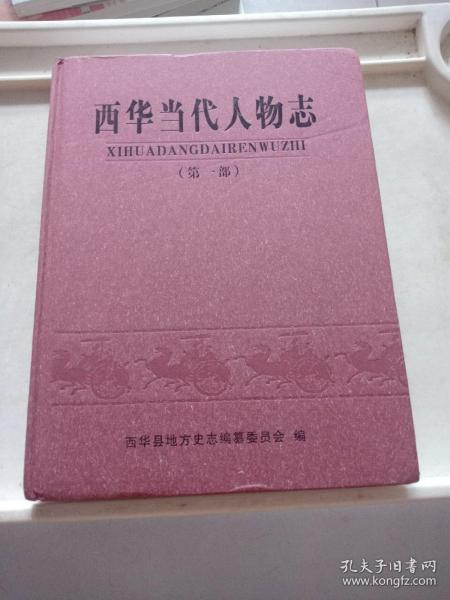 西华当代人物志
XIHUADANGDAIRENWUZHI
（第一部）
西华县地方史志编纂委员会 编
孔夫子旧书网
www.kongfz.com